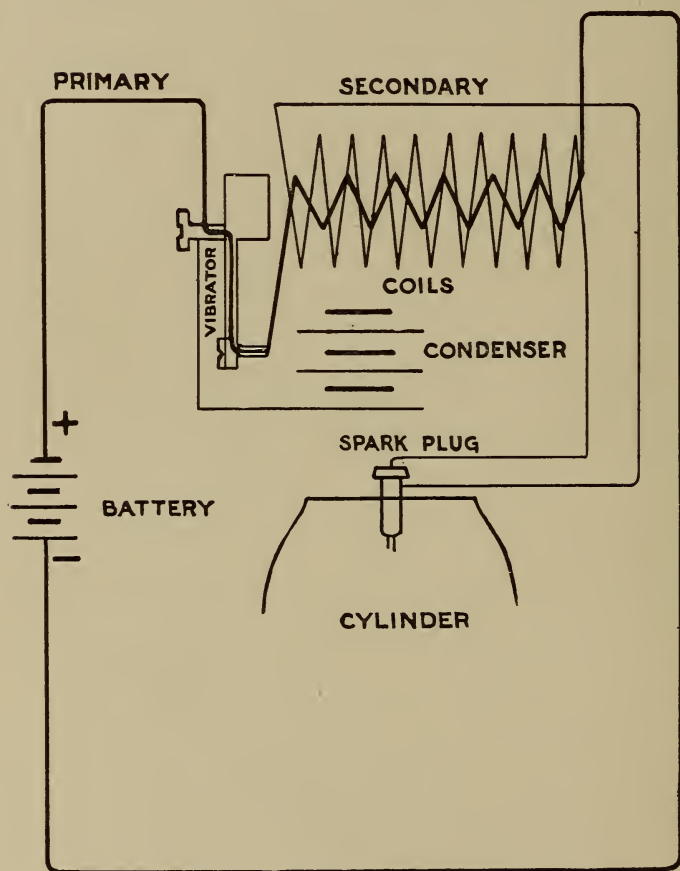 PRIMARY
SECONDARY
VIBRATOR
COILS
CONDENSER
SPARK PLUG
+
BATTERY
–
CYLINDER